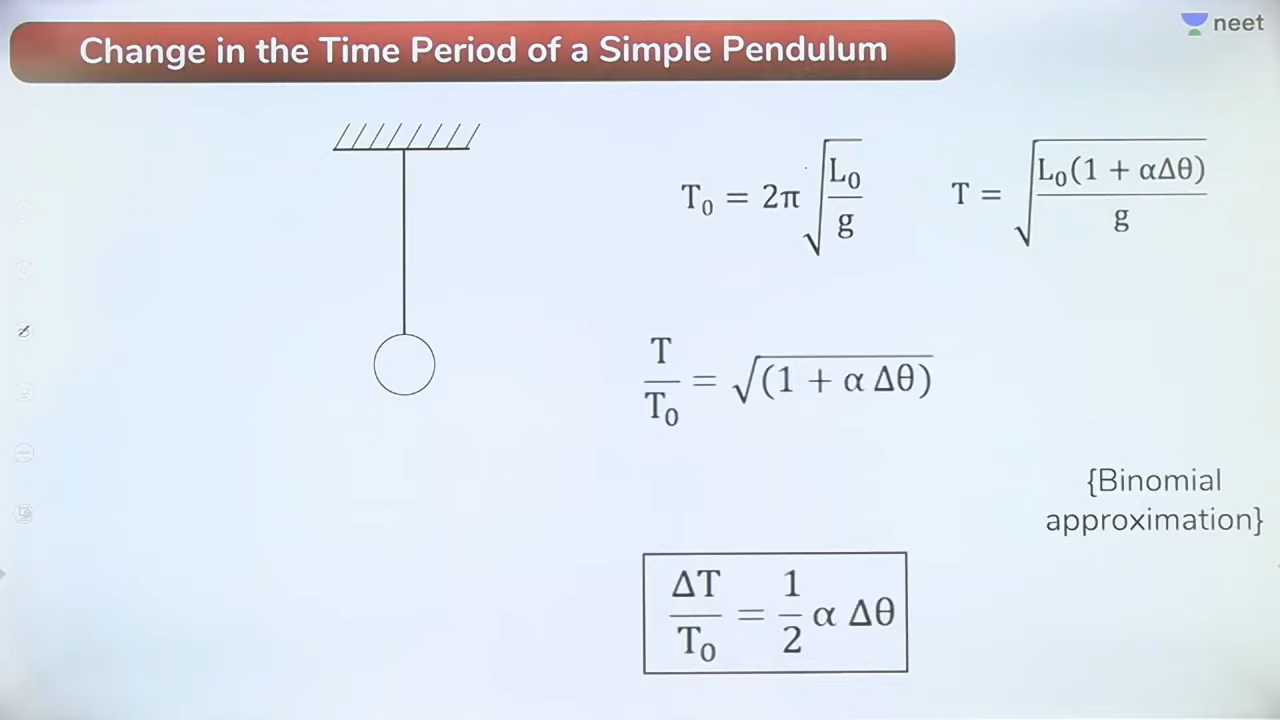 neet
Change in the Time Period of a Simple Pendulum
T₀ = 2π √(L₀/g)
T = √(L₀(1 + αΔθ)/g)
T/T₀ = √(1 + α Δθ)
{Binomial
approximation}
ΔT/T₀ = 1/2 α Δθ